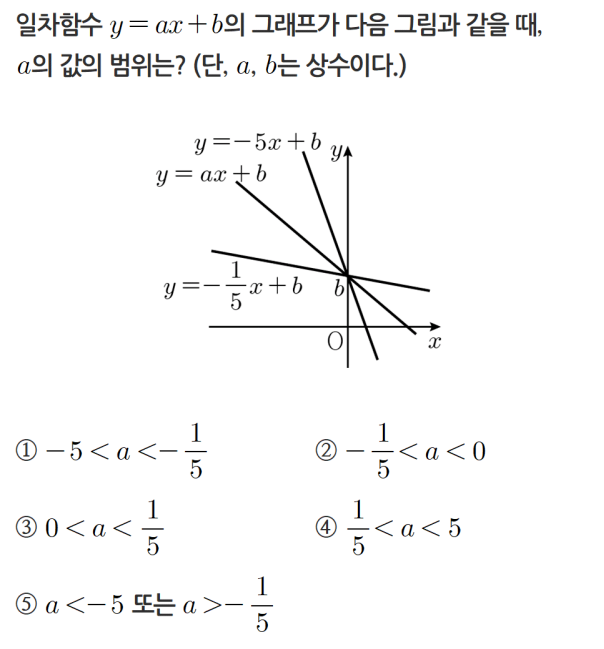 일차함수 y = ax + b의 그래프가 다음 그림과 같을 때,
a의 값의 범위는? (단, a, b는 상수이다.)
y = −5x + b
y
y = ax + b
y = −1/5x + b
b
O
x
① −5 < a < −1/5
② −1/5 < a < 0
③ 0 < a < 1/5
④ 1/5 < a < 5
⑤ a < −5 또는 a > −1/5